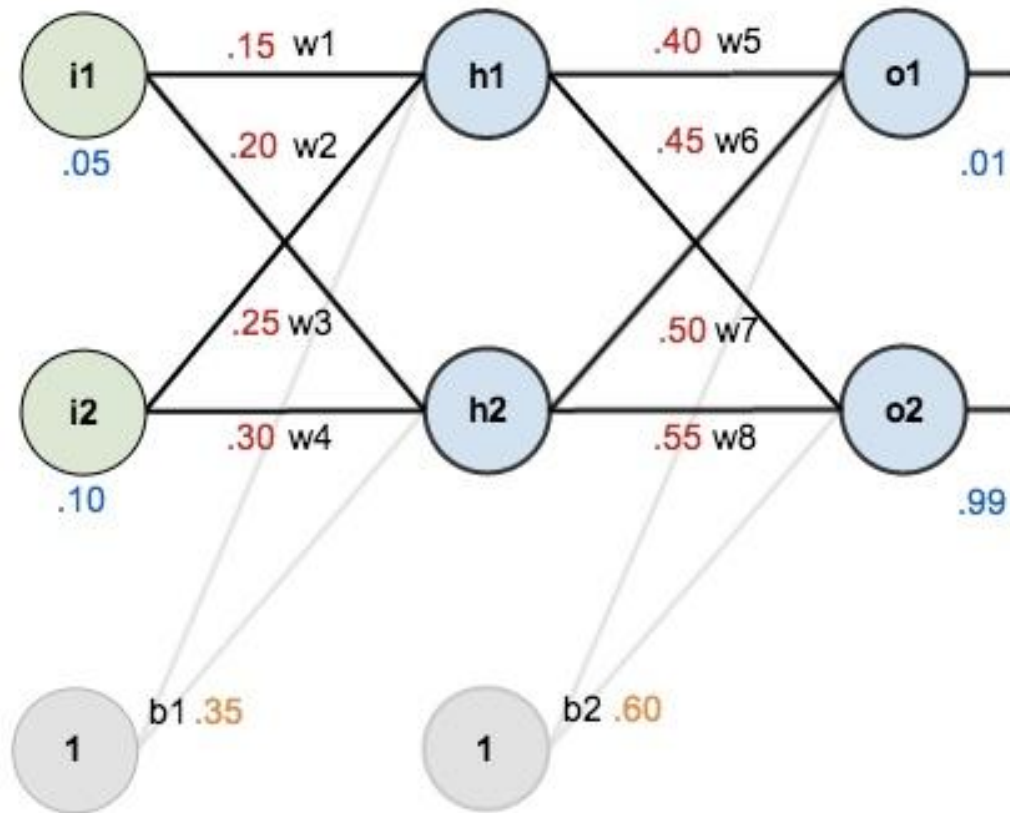 i1
.15 w1
h1
.40 w5
o1
.05
.20 w2
.45 w6
.01
.25 w3
.50 w7
i2
.30 w4
h2
.55 w8
o2
.10
.99
b1 .35
b2 .60
1
1